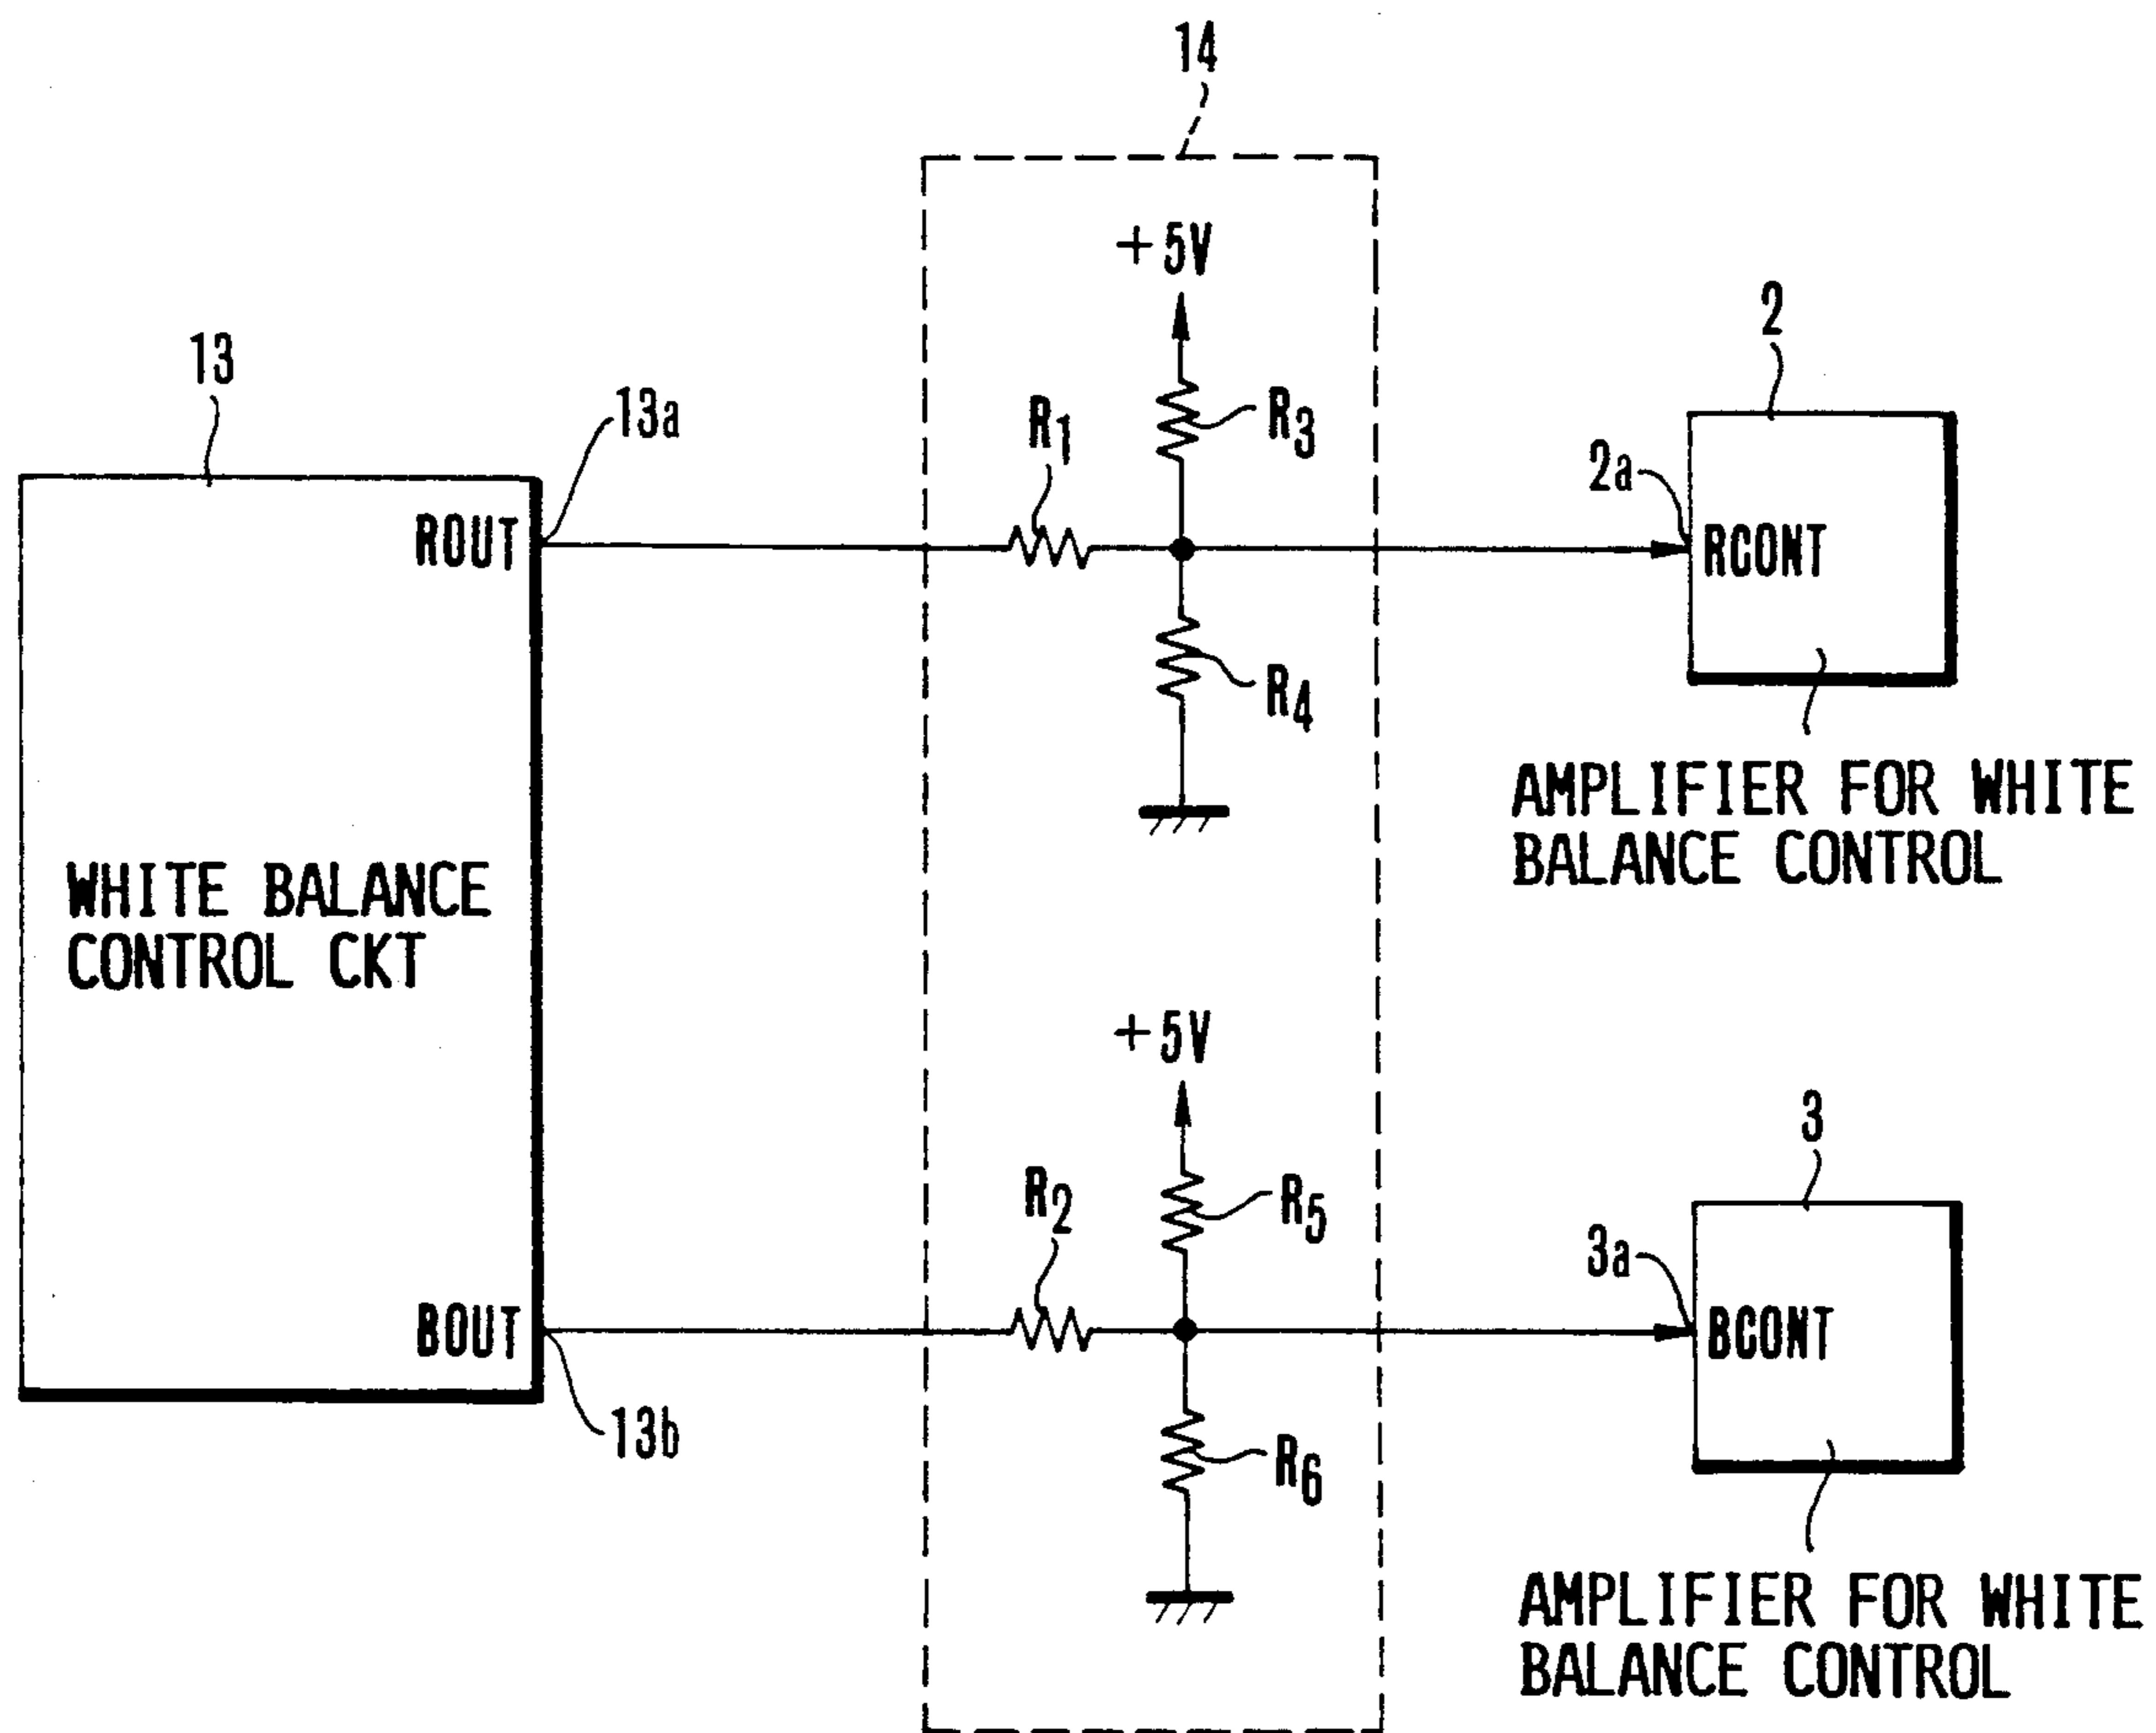 14
+5V
13
13a
R1
R3
2
2a
ROUT
RCONT
R4
AMPLIFIER FOR WHITE
BALANCE CONTROL
WHITE BALANCE
CONTROL CKT
+5V
R2
R5
3
3a
BOUT
BCONT
13b
R6
AMPLIFIER FOR WHITE
BALANCE CONTROL